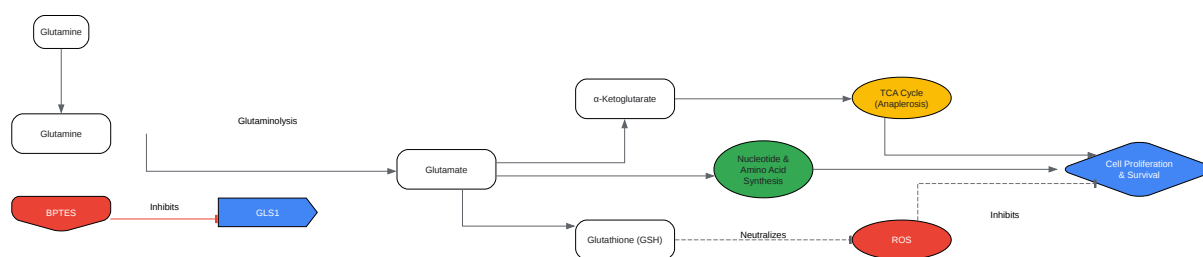 Glutamine
Glutamine
Glutaminolysis
BPTES
Inhibits
GLS1
Glutamate
α-Ketoglutarate
TCA Cycle
(Anaplerosis)
Nucleotide &
Amino Acid
Synthesis
Cell Proliferation
& Survival
Glutathione (GSH)
Neutralizes
ROS
Inhibits